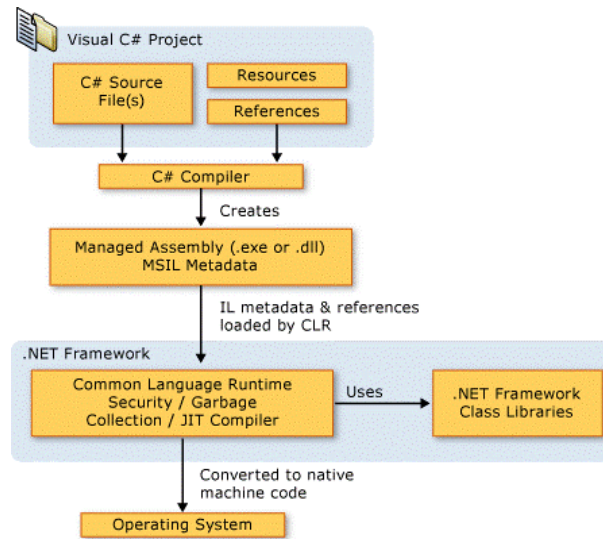 Visual C# Project
C# Source
File(s)
Resources
References
C# Compiler
Creates
Managed Assembly (.exe or .dll)
MSIL Metadata
IL metadata & references
loaded by CLR
.NET Framework
Common Language Runtime
Security / Garbage
Collection / JIT Compiler
Uses
.NET Framework
Class Libraries
Converted to native
machine code
Operating System